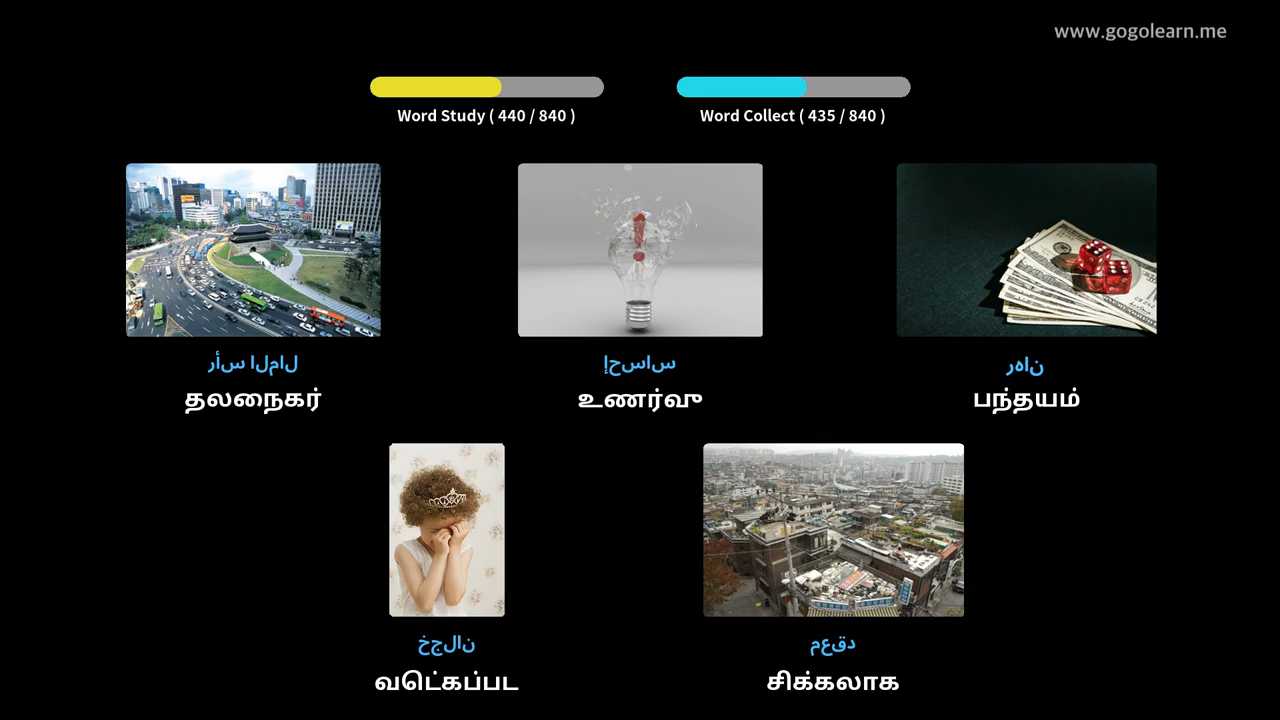 www.gogolearn.me
Word Study ( 440 / 840 )
Word Collect ( 435 / 840 )
رأس المال
தலைநகர்
إحساس
உணர்வு
رهان
பந்தயம்
خجلان
வெட்கப்பட
معقد
சிக்கலாக